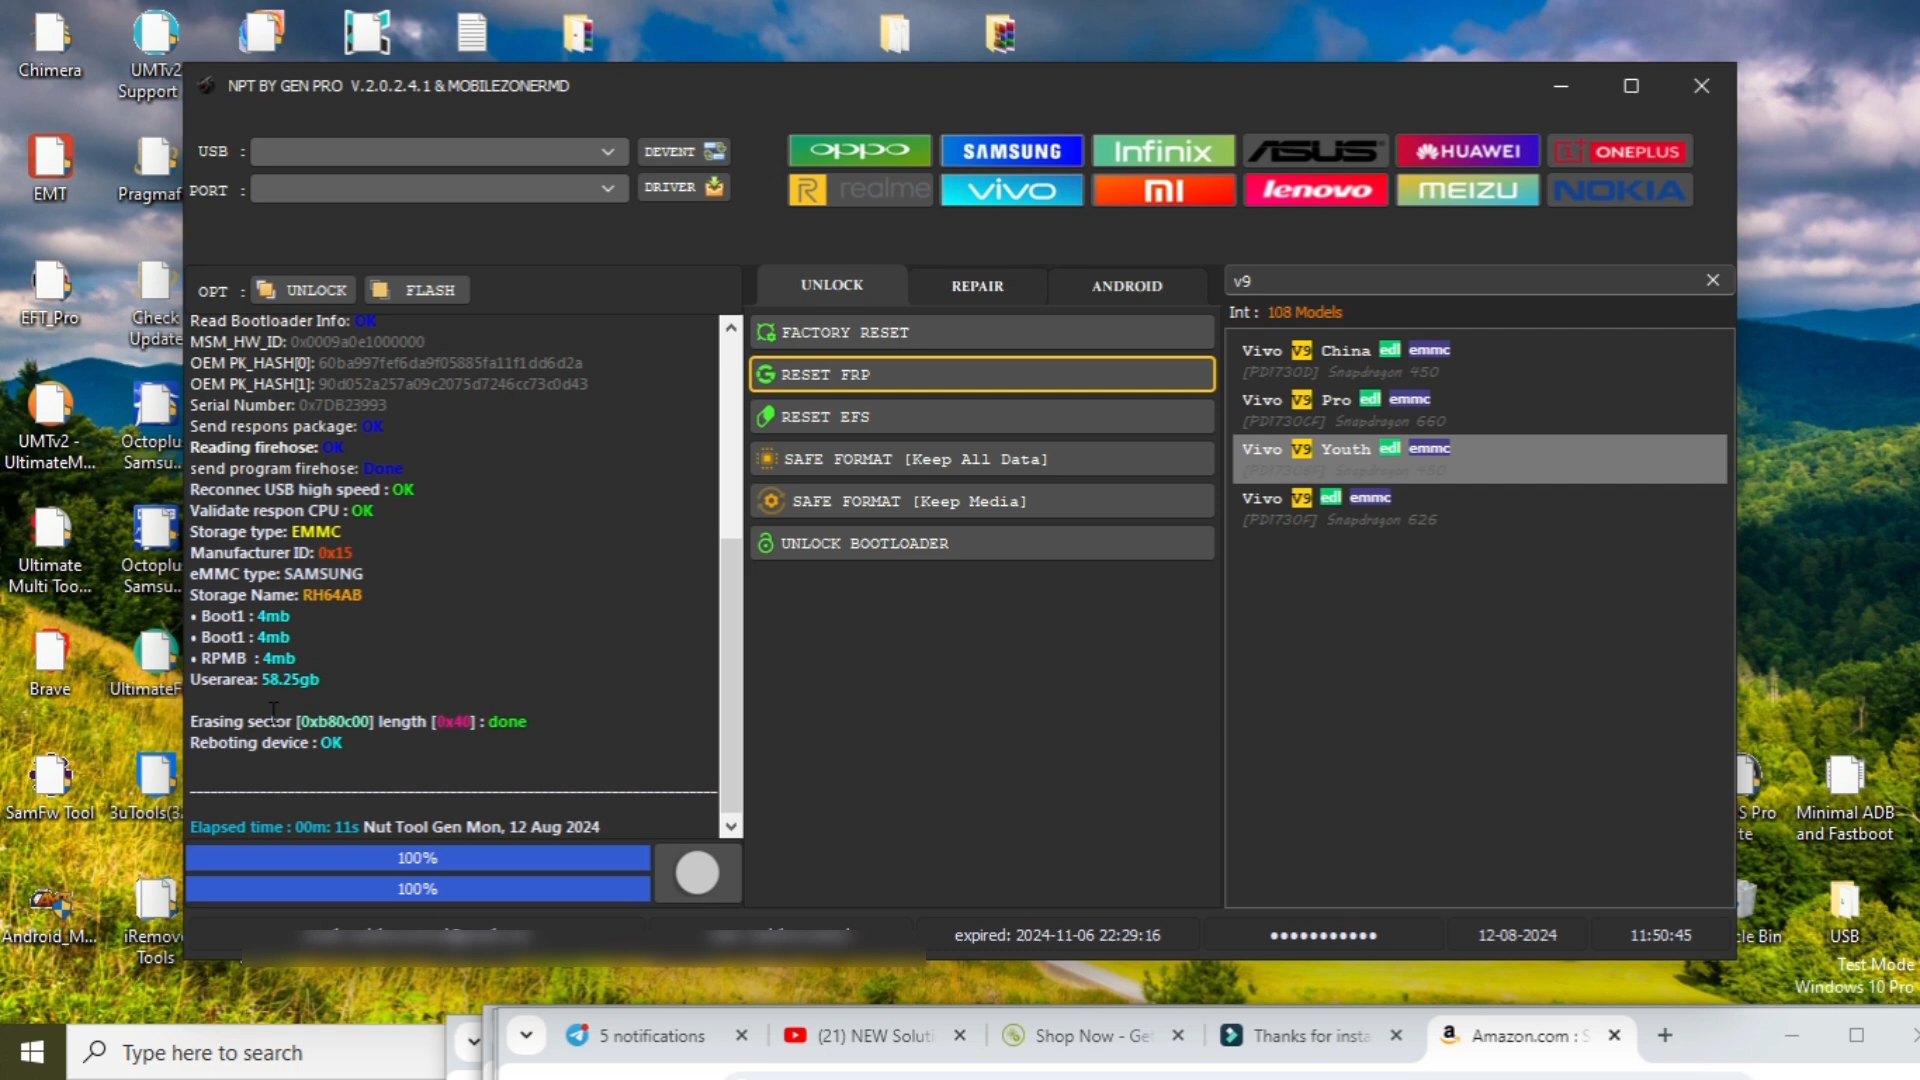 Chimera
UMTv2
Support
EMT
Pragmaf
EFT_Pro
Check
Update
UMTv2 -
UltimateM...
Octoplu
Samsu...
Ultimate
Multi Too...
Octoplu
Samsu...
Brave
UltimateF
SamFw Tool
3uTools(3
Android_M...
iRemov
Tools
NPT BY GEN PRO V.2.0.2.4.1 & MOBILEZONERMD
USB :
DEVENT
PORT :
DRIVER
oppo
SAMSUNG
Infinix
ASUS
HUAWEI
ONEPLUS
realme
vivo
MI
lenovo
MEIZU
NOKIA
OPT : UNLOCK FLASH
Read Bootloader Info: OK
MSM_HW_ID: 0x0009a0e1000000
OEM PK_HASH[0]: 60ba997fef6da9f05885fa11f1dd6d2a
OEM PK_HASH[1]: 90d052a257a09c2075d7246cc73c0d43
Serial Number: 0x7DB23993
Send respons package: OK
Reading firehose: OK
send program firehose: Done
Reconnec USB high speed : OK
Validate respon CPU : OK
Storage type: EMMC
Manufacturer ID: 0x15
eMMC type: SAMSUNG
Storage Name: RH64AB
• Boot1 : 4mb
• Boot1 : 4mb
• RPMB : 4mb
Userarea: 58.25gb
Erasing sector [0xb80c00] length [0x40] : done
Reboting device : OK
Elapsed time : 00m: 11s Nut Tool Gen Mon, 12 Aug 2024
100%
100%
UNLOCK
REPAIR
ANDROID
FACTORY RESET
RESET FRP
RESET EFS
SAFE FORMAT [Keep All Data]
SAFE FORMAT [Keep Media]
UNLOCK BOOTLOADER
v9
Int : 108 Models
Vivo V9 China edl emmc
[PD1730D] Snapdragon 450
Vivo V9 Pro edl emmc
[PD1730CF] Snapdragon 660
Vivo V9 Youth edl emmc
Snapdragon 450
Vivo V9 edl emmc
[PD1730F] Snapdragon 626
expired: 2024-11-06 22:29:16
•••••••••••
12-08-2024
11:50:45
S Pro
te
Minimal ADB
and Fastboot
cle Bin
USB
Test Mode
Windows 10 Pro
Type here to search
5 notifications
(21) NEW Soluti
Shop Now - Ge
Thanks for insta
Amazon.com : S